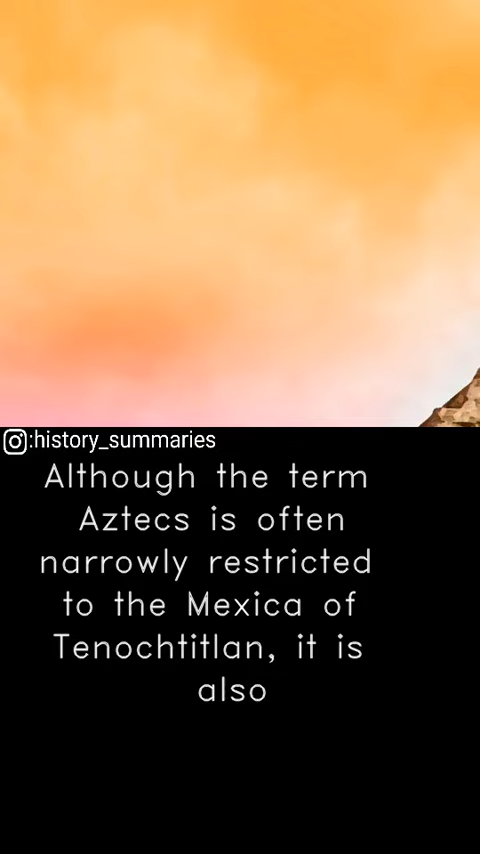 :history_summaries
Although the term
Aztecs is often
narrowly restricted
to the Mexica of
Tenochtitlan, it is
also